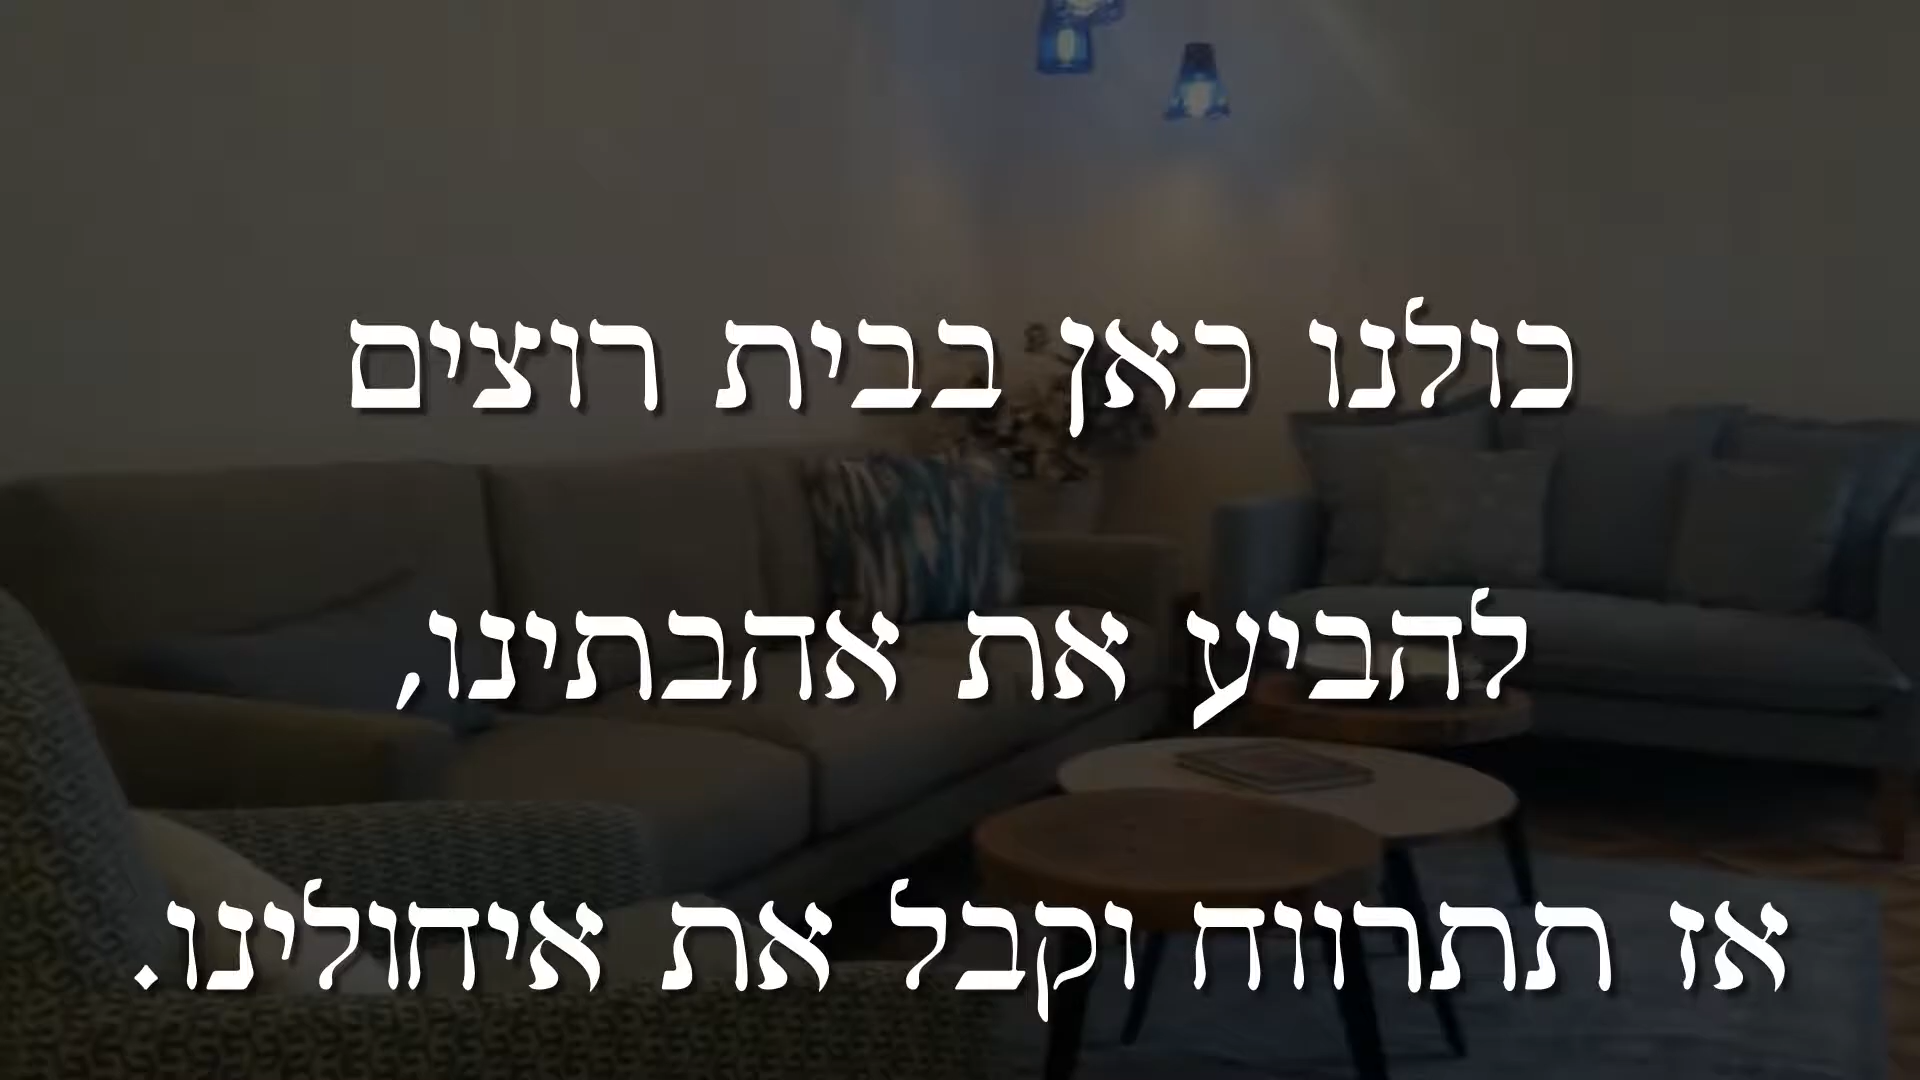 כולנו כאן בבית רוצים
להביע את אהבתינו,
אז תתרווח וקבל את איחולינו.